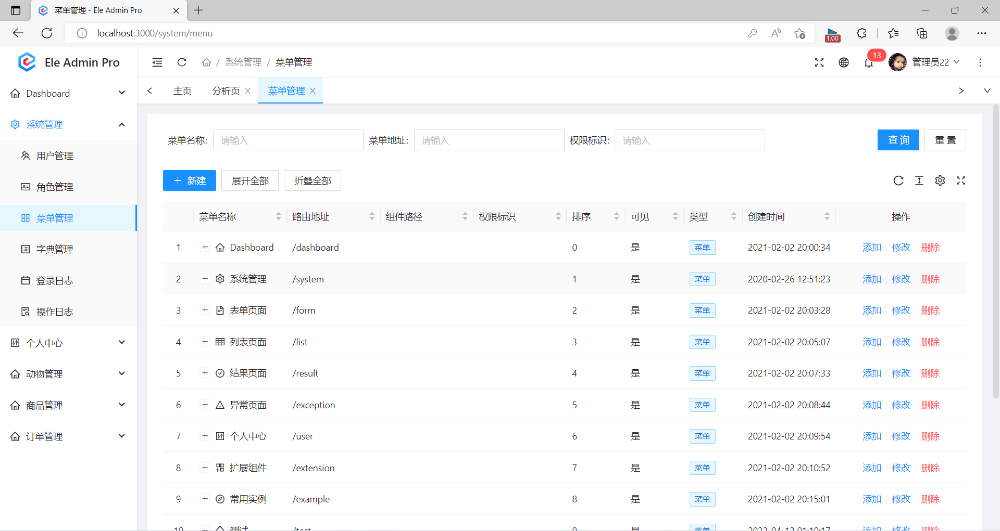 菜单管理 - Ele Admin Pro
localhost:3000/system/menu
1.00
Ele Admin Pro
/ 系统管理 / 菜单管理
13
管理员22
主页 分析页 菜单管理
Dashboard
系统管理
用户管理
角色管理
菜单管理
字典管理
登录日志
操作日志
个人中心
动物管理
商品管理
订单管理
菜单名称: 请输入 菜单地址: 请输入 权限标识: 请输入 查 询 重 置
新建 展开全部 折叠全部
菜单名称 路由地址 组件路径 权限标识 排序 可见 类型 创建时间 操作
1 Dashboard /dashboard 0 是 菜单 2021-02-02 20:00:34 添加 修改 删除
2 系统管理 /system 1 是 菜单 2020-02-26 12:51:23 添加 修改 删除
3 表单页面 /form 2 是 菜单 2021-02-02 20:03:28 添加 修改 删除
4 列表页面 /list 3 是 菜单 2021-02-02 20:05:07 添加 修改 删除
5 结果页面 /result 4 是 菜单 2021-02-02 20:07:33 添加 修改 删除
6 异常页面 /exception 5 是 菜单 2021-02-02 20:08:44 添加 修改 删除
7 个人中心 /user 6 是 菜单 2021-02-02 20:09:54 添加 修改 删除
8 扩展组件 /extension 7 是 菜单 2021-02-02 20:10:52 添加 修改 删除
9 常用实例 /example 8 是 菜单 2021-02-02 20:15:01 添加 修改 删除
10 测试 /test 9 是 菜单 2022-04-12 01:10:17 添加 修改 删除